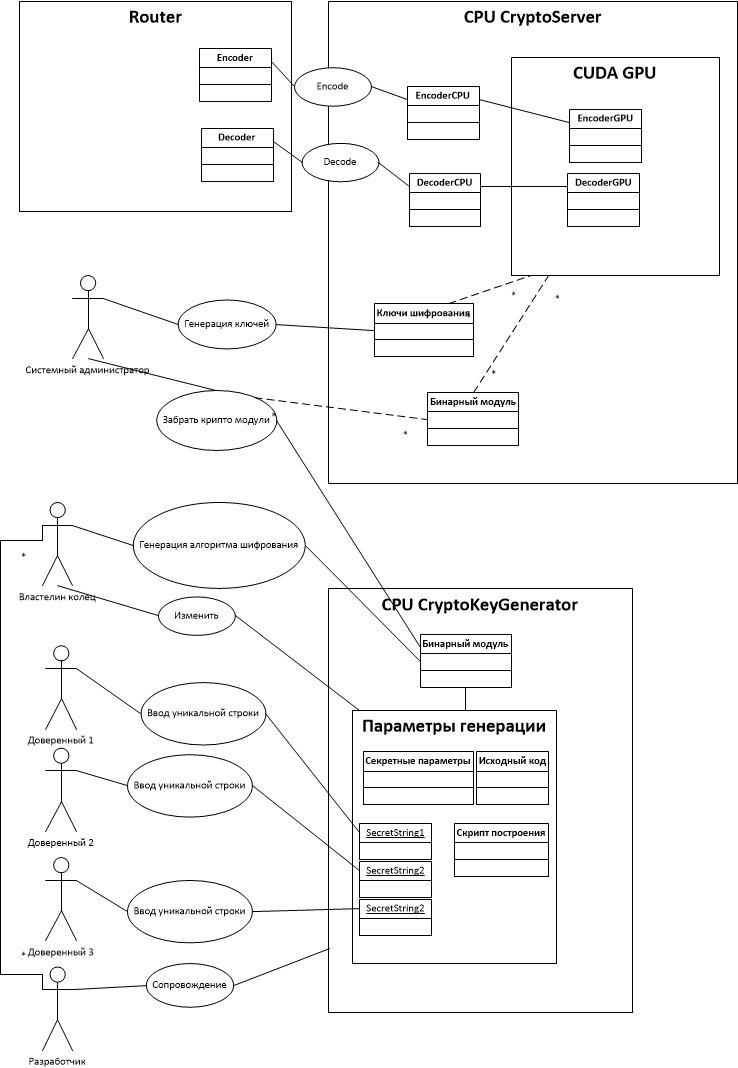 Router
CPU CryptoServer
CUDA GPU
Encoder
Encode
EncoderCPU
EncoderGPU
Decoder
Decode
DecoderCPU
DecoderGPU
*
*
Ключи шифрования
*
Генерация ключей
Системный администратор
*
Бинарный модуль
Забрать крипто модули
*
*
Генерация алгоритма шифрования
*
Властелин колец
Изменить
CPU CryptoKeyGenerator
Бинарный модуль
Параметры генерации
Ввод уникальной строки
Доверенный 1
Секретные параметры
Исходный код
Ввод уникальной строки
Доверенный 2
SecretString1
Скрипт построения
SecretString2
Ввод уникальной строки
SecretString2
Доверенный 3
*
Сопровождение
Разработчик